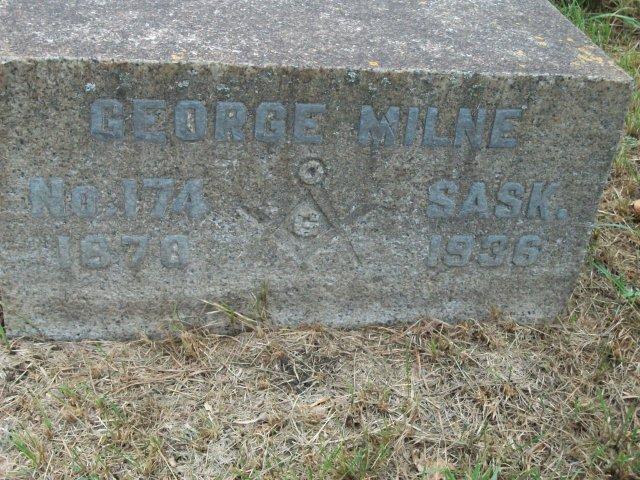 GEORGE MILNE
No. 174 G SASK.
1870 1936